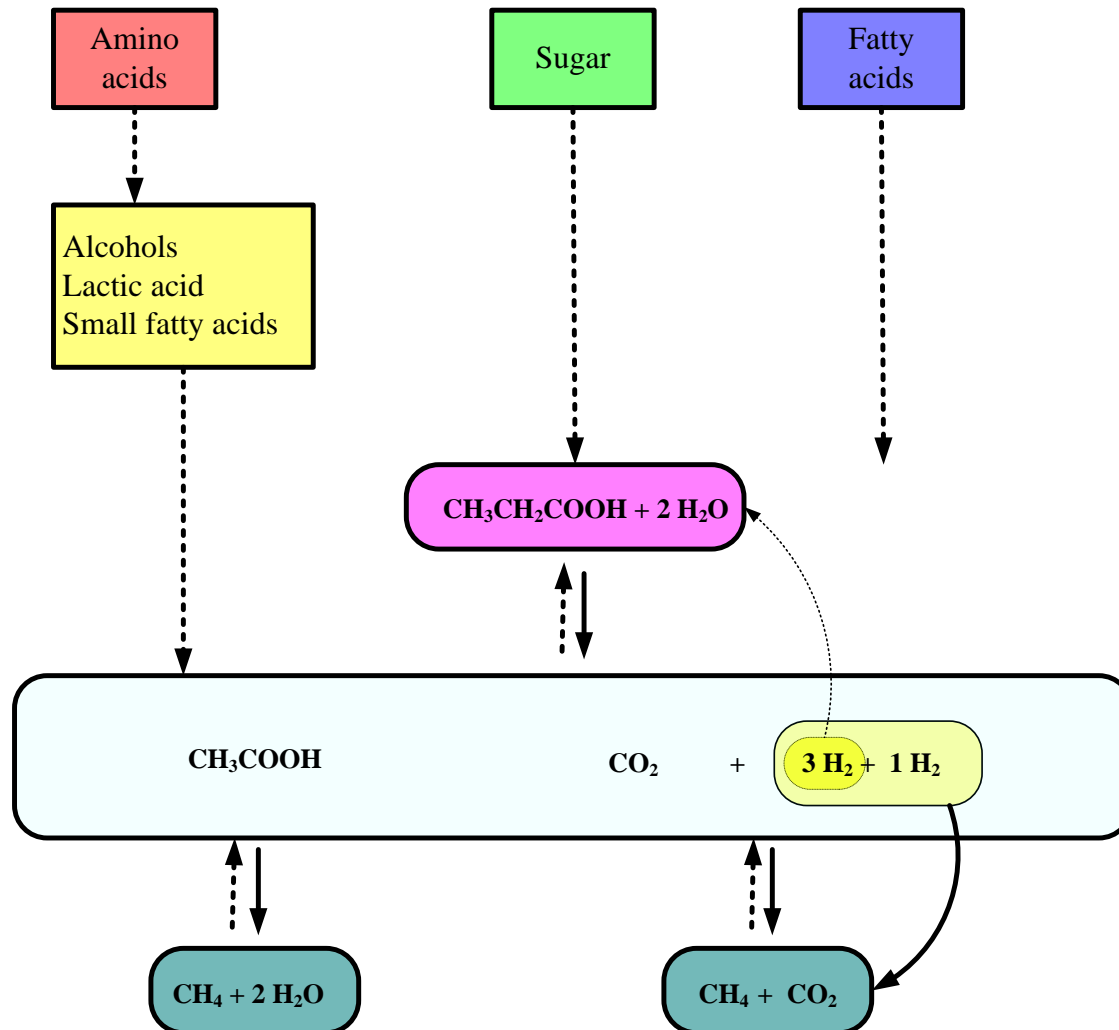 Amino
acids
Sugar
Fatty
acids
Alcohols
Lactic acid
Small fatty acids
CH₃CH₂COOH + 2 H₂O
CH₃COOH
CO₂ + 3 H₂ + 1 H₂
CH₄ + 2 H₂O
CH₄ + CO₂